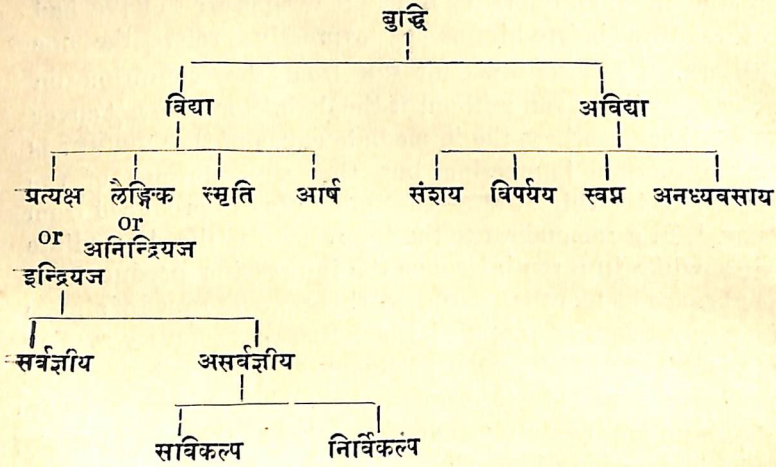 बुद्धि
विद्या अविद्या
प्रत्यक्ष लैङ्गिक स्मृति आर्ष संशय विपर्यय स्वप्न अनध्यवसाय
or or
अनिन्द्रियज
इन्द्रियज
सर्वज्ञीय असर्वज्ञीय
सविकल्प निर्विकल्प